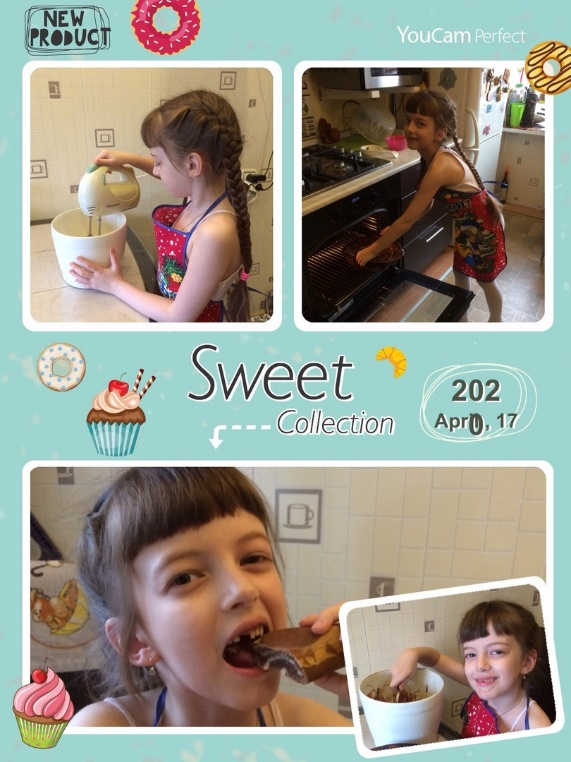 NEW
PRODUCT
YouCam Perfect
Sweet
Collection
202
April, 17